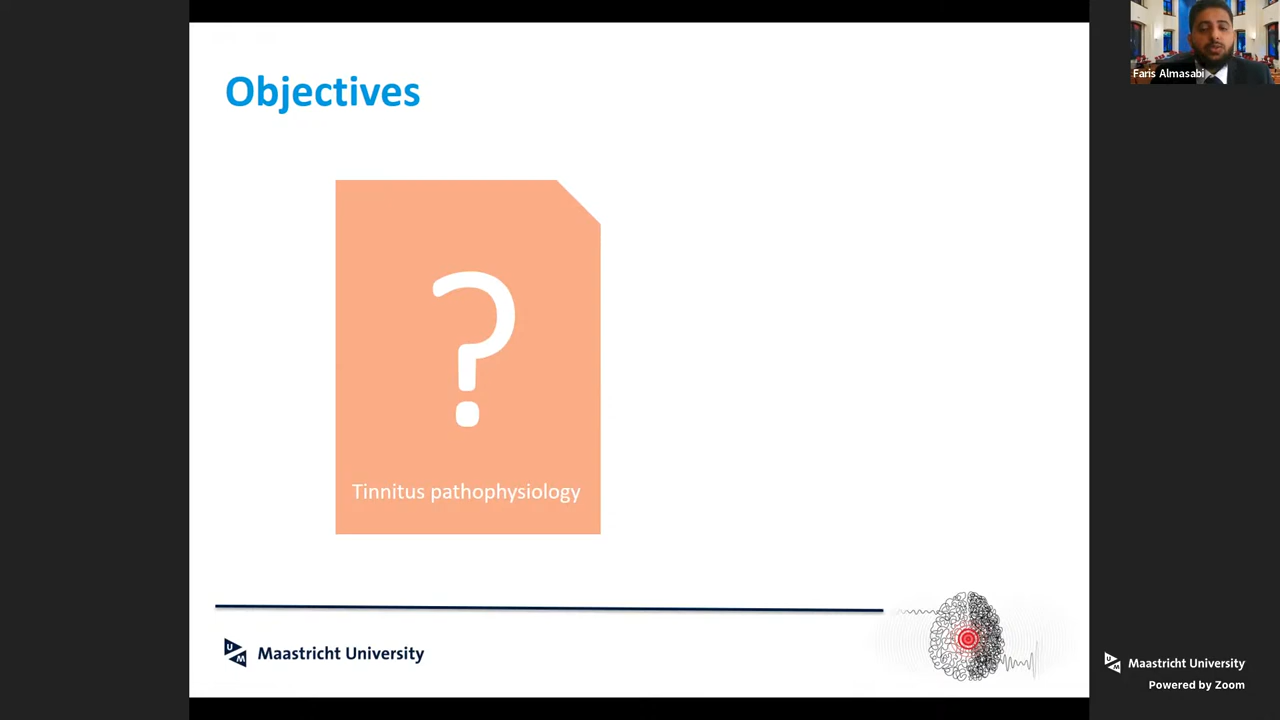 Objectives
?
Tinnitus pathophysiology
U
M
Maastricht University
Faris Almasabi
Maastricht University
Powered by Zoom